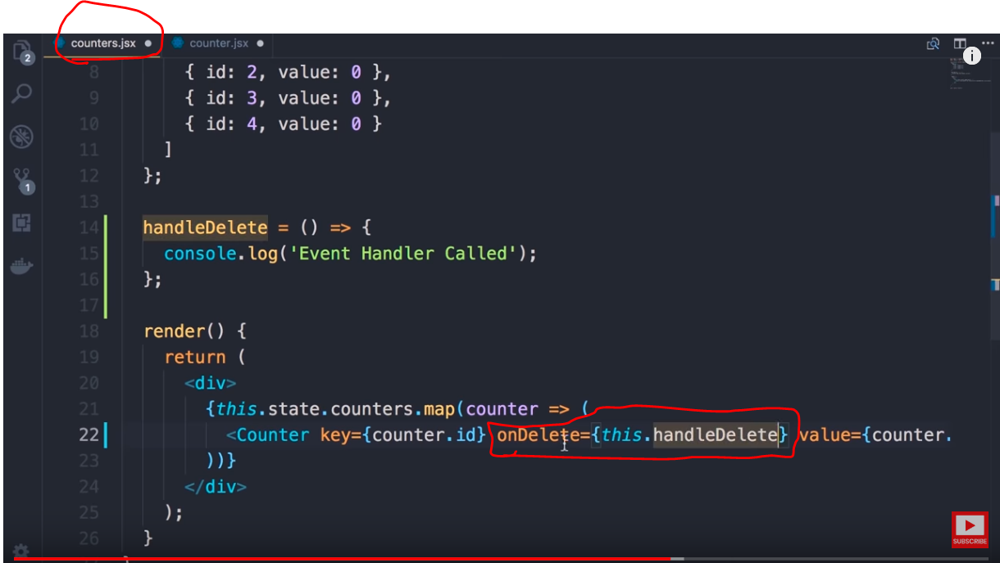 counters.jsx ● counter.jsx ●
8 { id: 2, value: 0 },
9 { id: 3, value: 0 },
10 { id: 4, value: 0 }
11 ]
12 };
13
14 handleDelete = () => {
15 console.log('Event Handler Called');
16 };
17
18 render() {
19 return (
20 <div>
21 {this.state.counters.map(counter => (
22 <Counter key={counter.id} onDelete={this.handleDelete} value={counter.
23 ))}
24 </div>
25 );
26 }
2
1
i
SUBSCRIBE